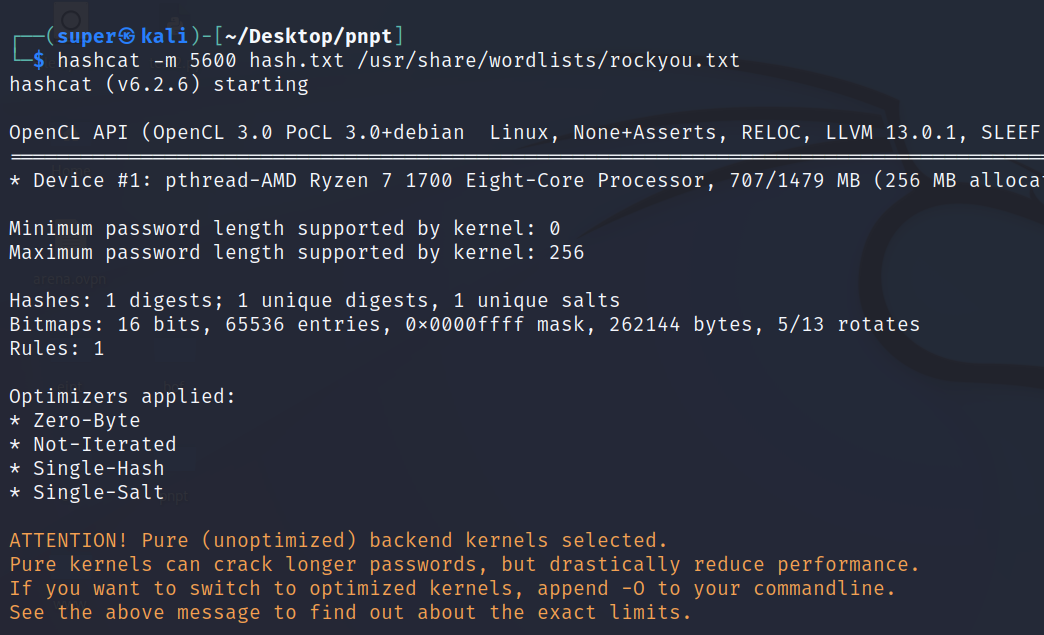 ┌──(super㉿kali)-[~/Desktop/pnpt]
└─$ hashcat -m 5600 hash.txt /usr/share/wordlists/rockyou.txt
hashcat (v6.2.6) starting
OpenCL API (OpenCL 3.0 PoCL 3.0+debian  Linux, None+Asserts, RELOC, LLVM 13.0.1, SLEEF
* Device #1: pthread-AMD Ryzen 7 1700 Eight-Core Processor, 707/1479 MB (256 MB alloca
Minimum password length supported by kernel: 0
Maximum password length supported by kernel: 256
arena.ovpn
Hashes: 1 digests; 1 unique digests, 1 unique salts
Bitmaps: 16 bits, 65536 entries, 0x0000ffff mask, 262144 bytes, 5/13 rotates
Rules: 1
Optimizers applied:
* Zero-Byte
* Not-Iterated
* Single-Hash
* Single-Salt
ATTENTION! Pure (unoptimized) backend kernels selected.
Pure kernels can crack longer passwords, but drastically reduce performance.
If you want to switch to optimized kernels, append -O to your commandline.
See the above message to find out about the exact limits.